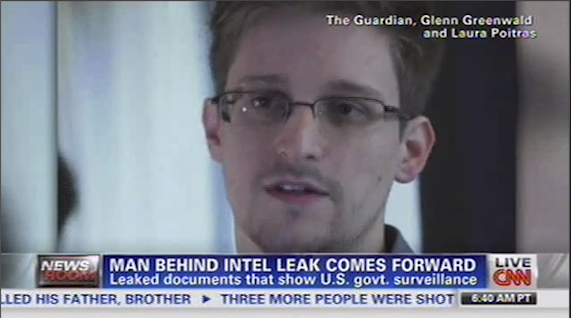 The Guardian, Glenn Greenwald
and Laura Poitras
NEWS
ROOM
MAN BEHIND INTEL LEAK COMES FORWARD
Leaked documents that show U.S. govt. surveillance
LIVE
CNN
LLED HIS FATHER, BROTHER ► THREE MORE PEOPLE WERE SHOT
6:40 AM PT